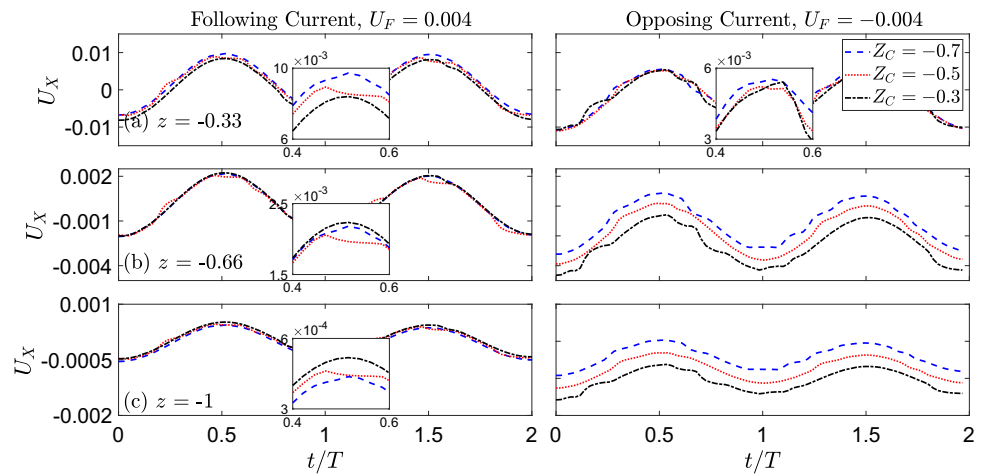 Following Current, U_F = 0.004
Opposing Current, U_F = −0.004
0.01
0
-0.01
U_X
(a) z = -0.33
10 ×10^-3
6
0.4 0.6
6 ×10^-3
3
0.4 0.6
Z_C = −0.7
Z_C = −0.5
Z_C = −0.3
0.002
-0.001
-0.004
U_X
(b) z = -0.66
2.5 ×10^-3
1.5
0.4 0.6
0.001
-0.0005
-0.002
U_X
(c) z = -1
6 ×10^-4
3
0.4 0.6
0 0.5 1 1.5 2
0 0.5 1 1.5 2
t/T
t/T